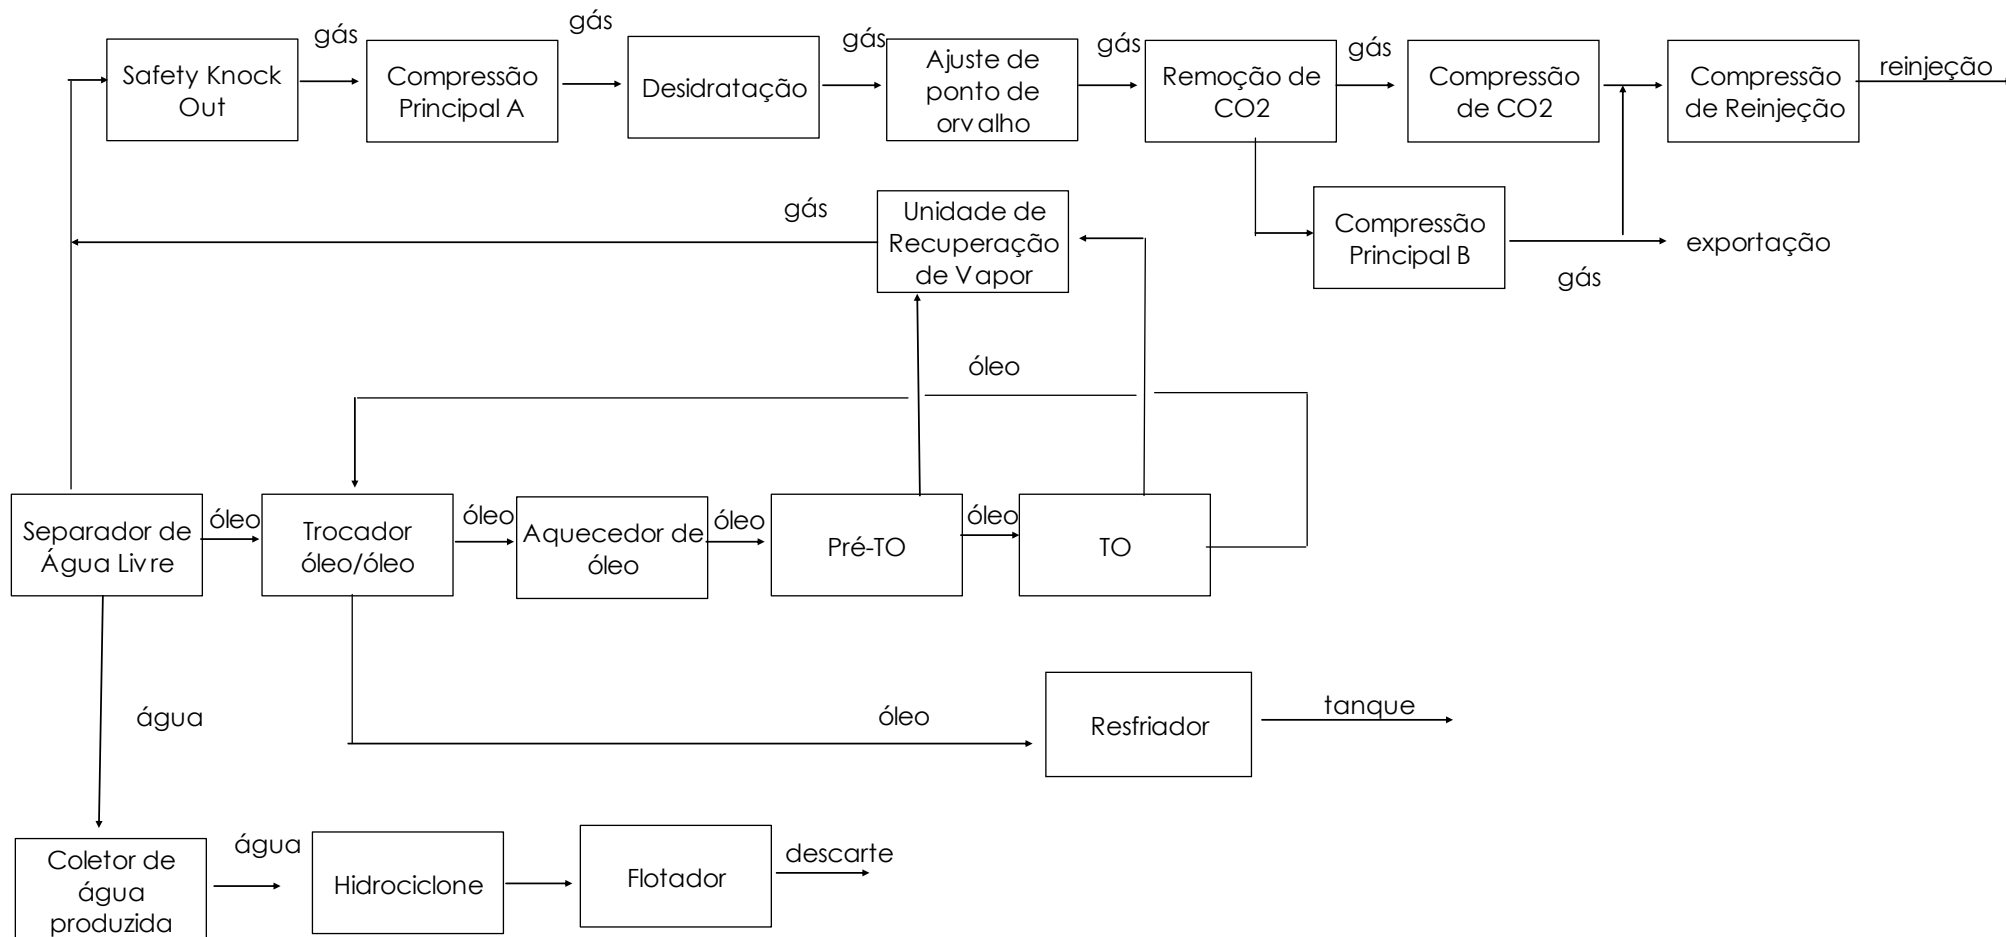 gás
gás
gás
gás
gás
Safety Knock
Out
Compressão
Principal A
Desidratação
Ajuste de
ponto de
orvalho
Remoção de
CO2
Compressão
de CO2
Compressão
de Reinjeção
reinjeção
gás
Unidade de
Recuperação
de Vapor
Compressão
Principal B
exportação
gás
óleo
Separador de
Água Livre
óleo
Trocador
óleo/óleo
óleo
Aquecedor de
óleo
óleo
Pré-TO
óleo
TO
água
óleo
Resfriador
tanque
Coletor de
água
produzida
água
Hidrociclone
Flotador
descarte